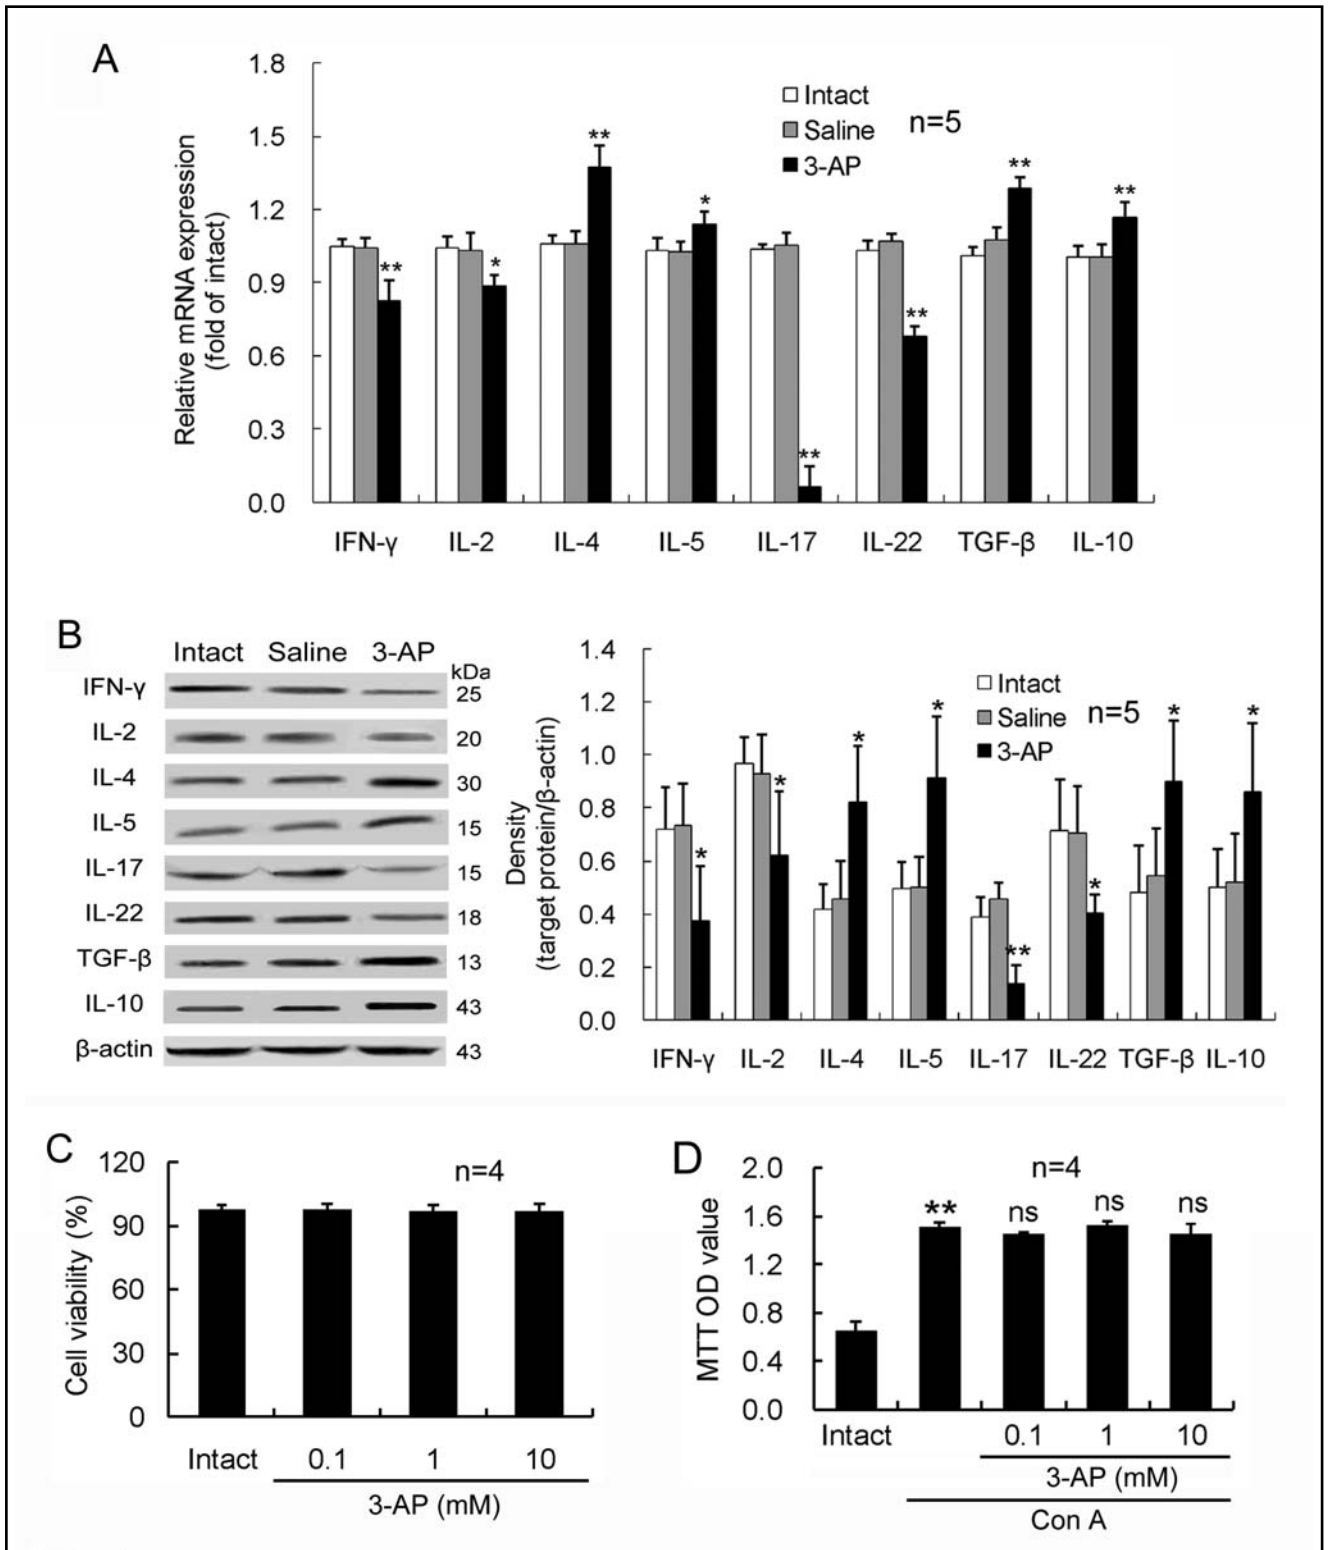 A
1.8
1.5
1.2
0.9
0.6
0.3
0.0
Relative mRNA expression
(fold of intact)
Intact
Saline
3-AP
n=5
**
*
**
*
**
**
**
**
IFN-γ IL-2 IL-4 IL-5 IL-17 IL-22 TGF-β IL-10
B
Intact Saline 3-AP
kDa
IFN-γ 25
IL-2 20
IL-4 30
IL-5 15
IL-17 15
IL-22 18
TGF-β 13
IL-10 43
β-actin 43
1.4
1.2
1.0
0.8
0.6
0.4
0.2
0.0
Density
(target protein/β-actin)
Intact
Saline
3-AP
n=5
*
*
*
*
**
*
*
*
IFN-γ IL-2 IL-4 IL-5 IL-17 IL-22 TGF-β IL-10
C
120
90
60
30
0
Cell viability (%)
n=4
Intact 0.1 1 10
3-AP (mM)
D
2.0
1.6
1.2
0.8
0.4
0.0
MTT OD value
n=4
** ns ns ns
Intact 0.1 1 10
3-AP (mM)
Con A